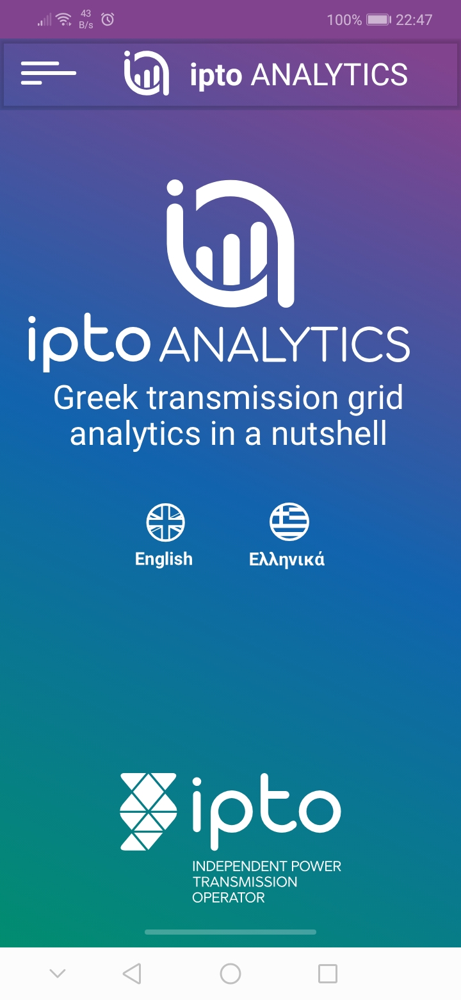 43
B/s
100%
22:47
ipto ANALYTICS
ipto ANALYTICS
Greek transmission grid
analytics in a nutshell
English
Ελληνικά
ipto
INDEPENDENT POWER
TRANSMISSION
OPERATOR